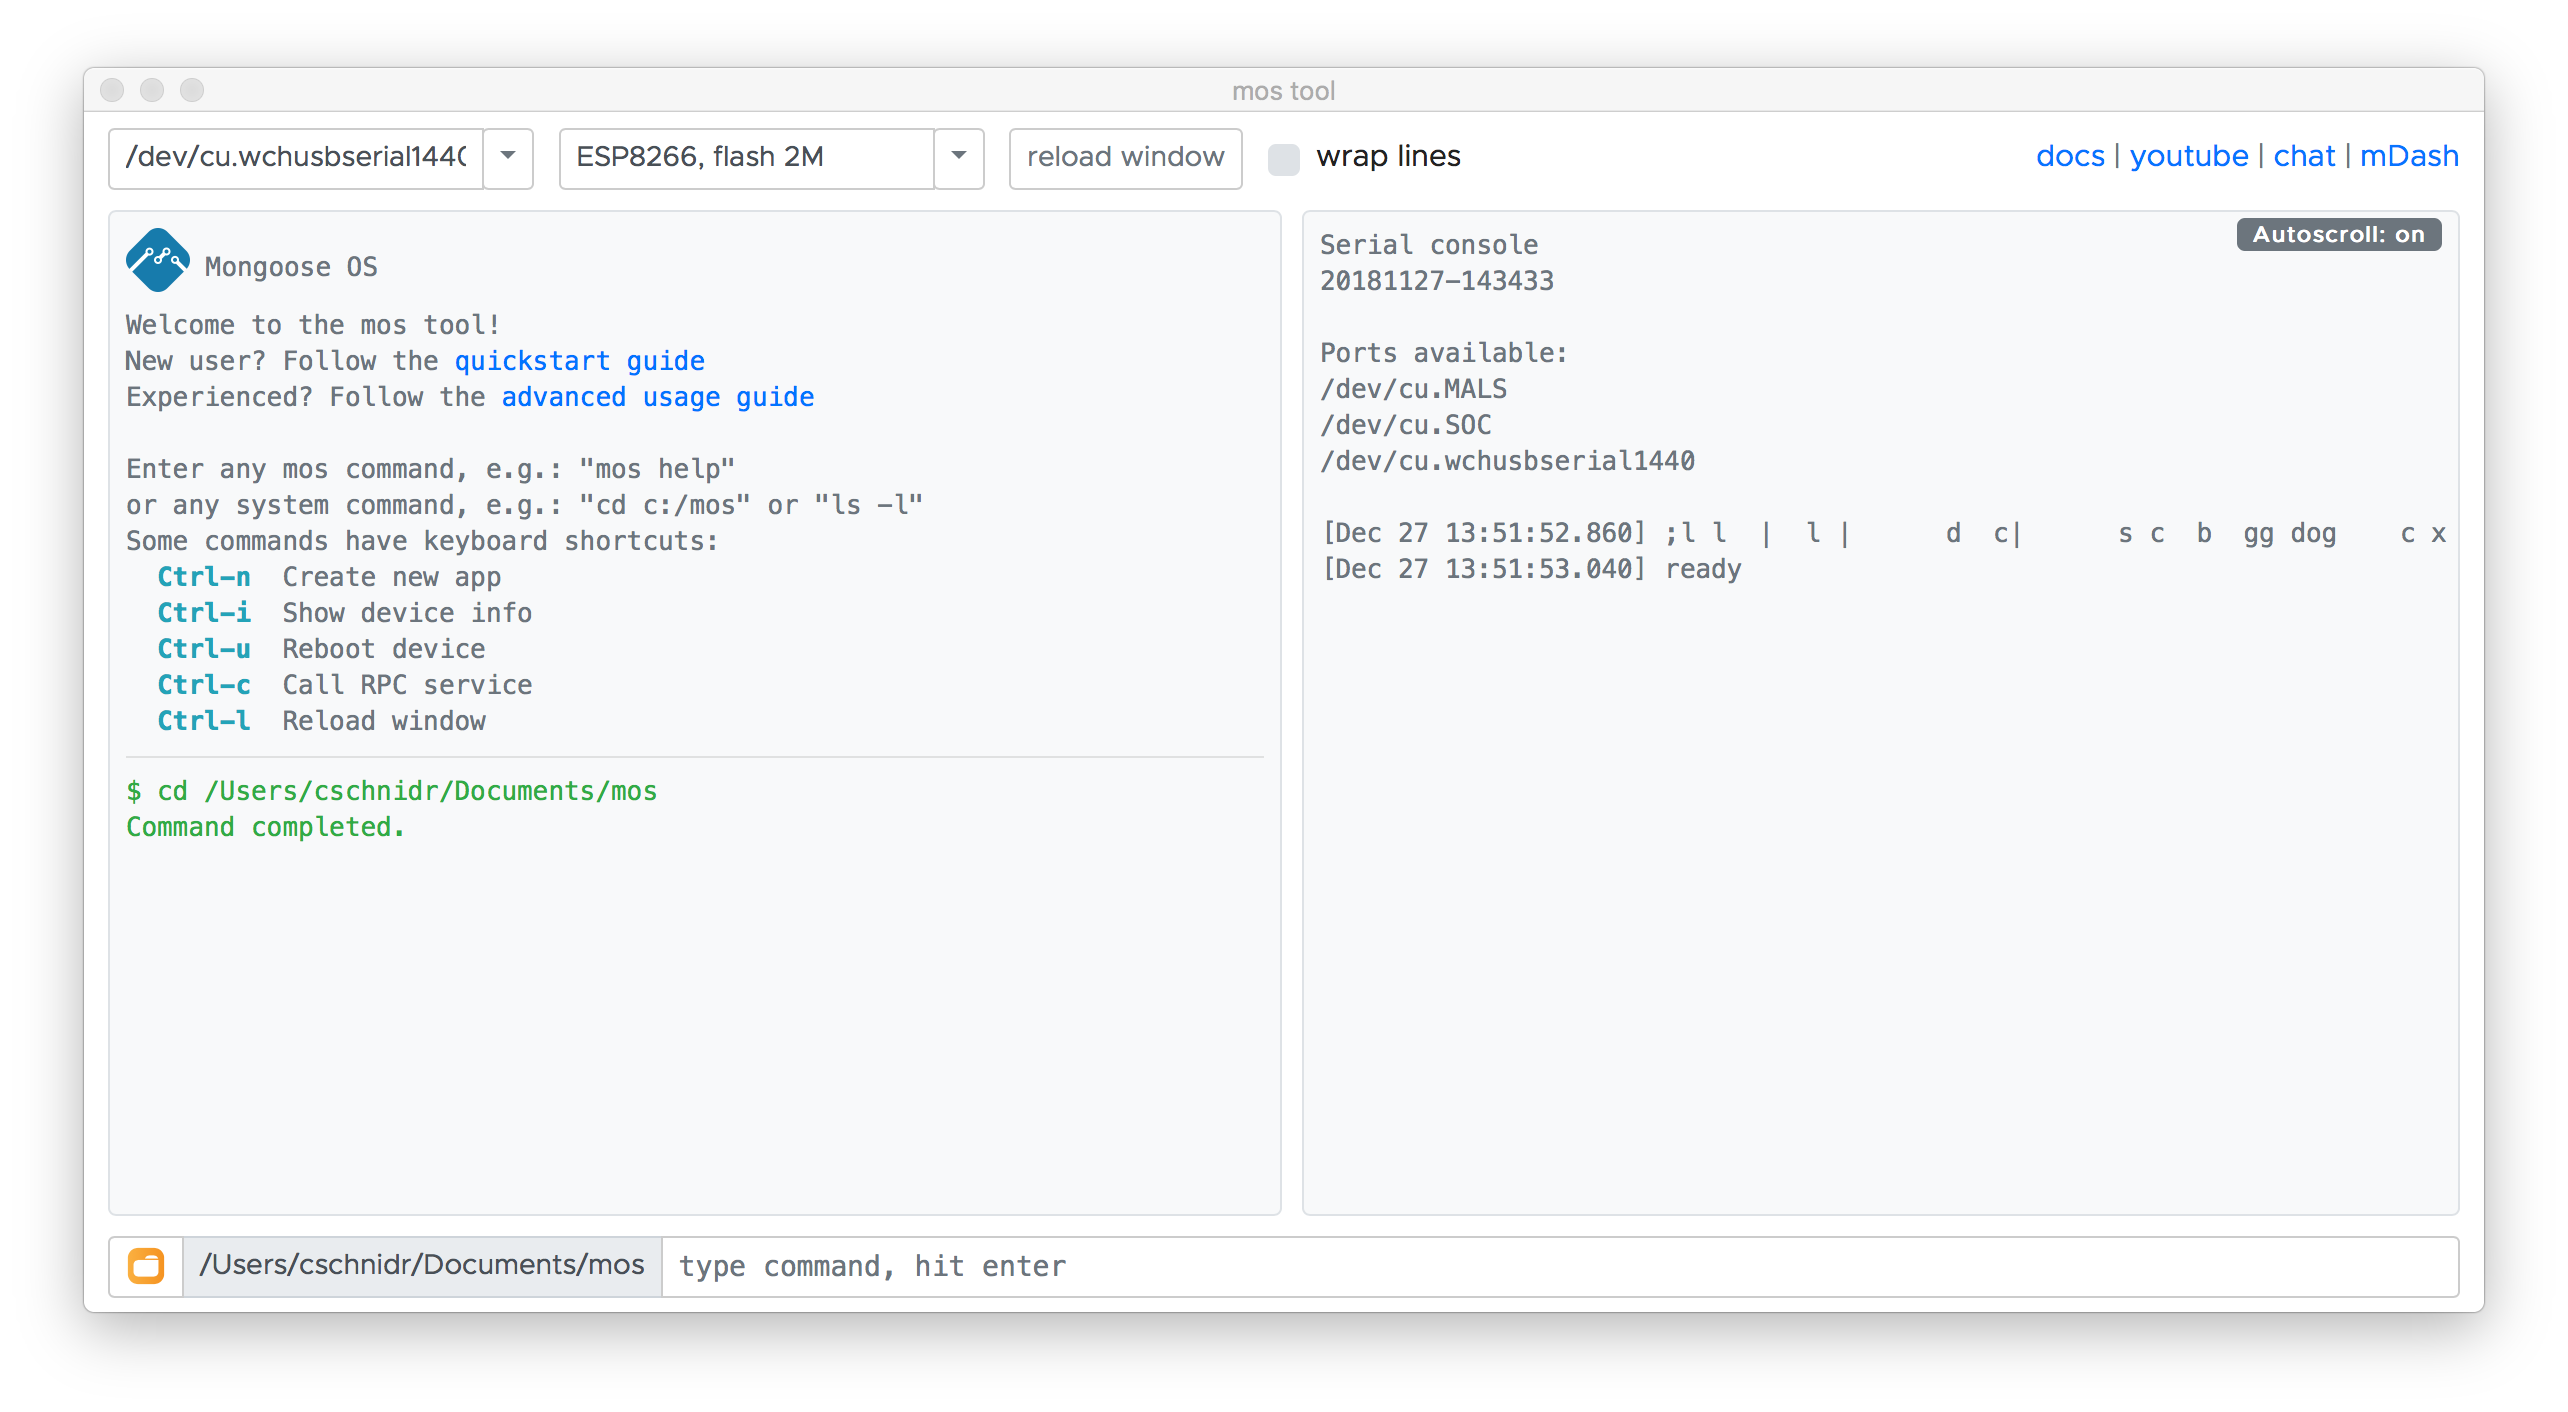 mos tool
/dev/cu.wchusbserial1440 ESP8266, flash 2M reload window wrap lines docs | youtube | chat | mDash
Mongoose OS
Welcome to the mos tool!
New user? Follow the quickstart guide
Experienced? Follow the advanced usage guide
Enter any mos command, e.g.: "mos help"
or any system command, e.g.: "cd c:/mos" or "ls -l"
Some commands have keyboard shortcuts:
Ctrl-n Create new app
Ctrl-i Show device info
Ctrl-u Reboot device
Ctrl-c Call RPC service
Ctrl-l Reload window
$ cd /Users/cschnidr/Documents/mos
Command completed.
Autoscroll: on
Serial console
20181127-143433
Ports available:
/dev/cu.MALS
/dev/cu.SOC
/dev/cu.wchusbserial1440
[Dec 27 13:51:52.860] ;l l | l | d c| s c b gg dog c x
[Dec 27 13:51:53.040] ready
/Users/cschnidr/Documents/mos type command, hit enter